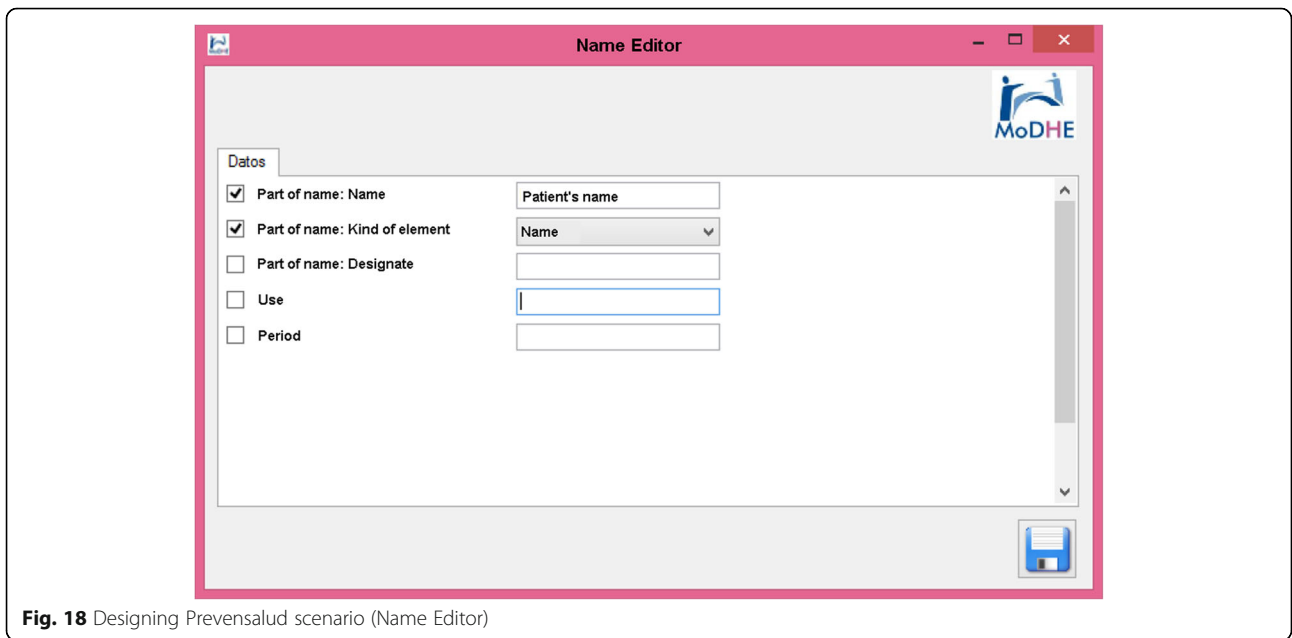 Name Editor
MoDHE
Datos
Part of name: Name
Patient's name
Part of name: Kind of element
Name
Part of name: Designate
Use
Period
Fig. 18 Designing Prevensalud scenario (Name Editor)